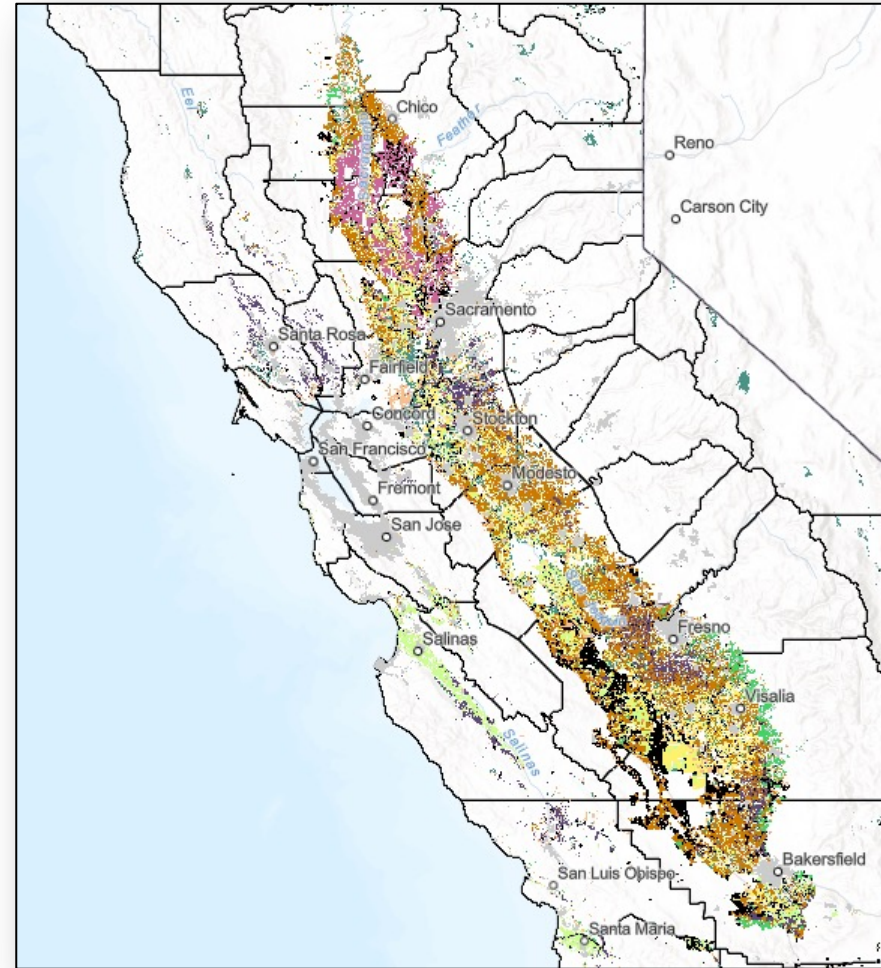 Chico
Eel
Feather
Reno
Carson City
Sacramento
Santa Rosa
Fairfield
Concord
Stockton
San Francisco
Modesto
Fremont
San Jose
Fresno
Salinas
Visalia
Salinas
Bakersfield
San Luis Obispo
Santa Maria